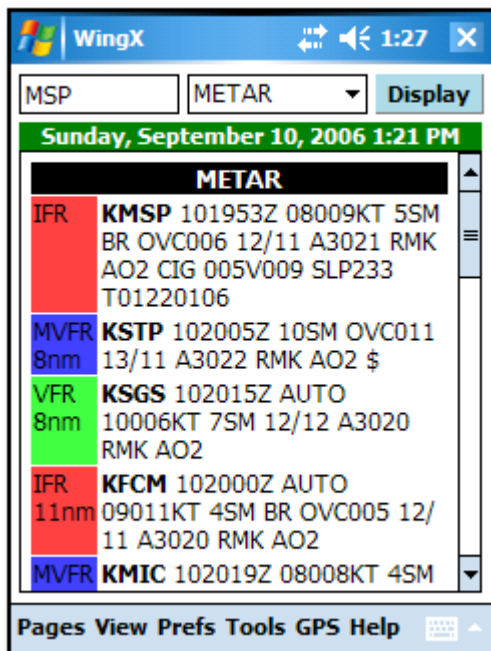 WingX 1:27
MSP METAR Display
Sunday, September 10, 2006 1:21 PM
METAR
IFR KMSP 101953Z 08009KT 5SM
BR OVC006 12/11 A3021 RMK
AO2 CIG 005V009 SLP233
T01220106
MVFR KSTP 102005Z 10SM OVC011
8nm 13/11 A3022 RMK AO2 $
VFR KSGS 102015Z AUTO
8nm 10006KT 7SM 12/12 A3020
RMK AO2
IFR KFCM 102000Z AUTO
11nm 09011KT 4SM BR OVC005 12/
11 A3020 RMK AO2
MVFR KMIC 102019Z 08008KT 4SM
Pages View Prefs Tools GPS Help